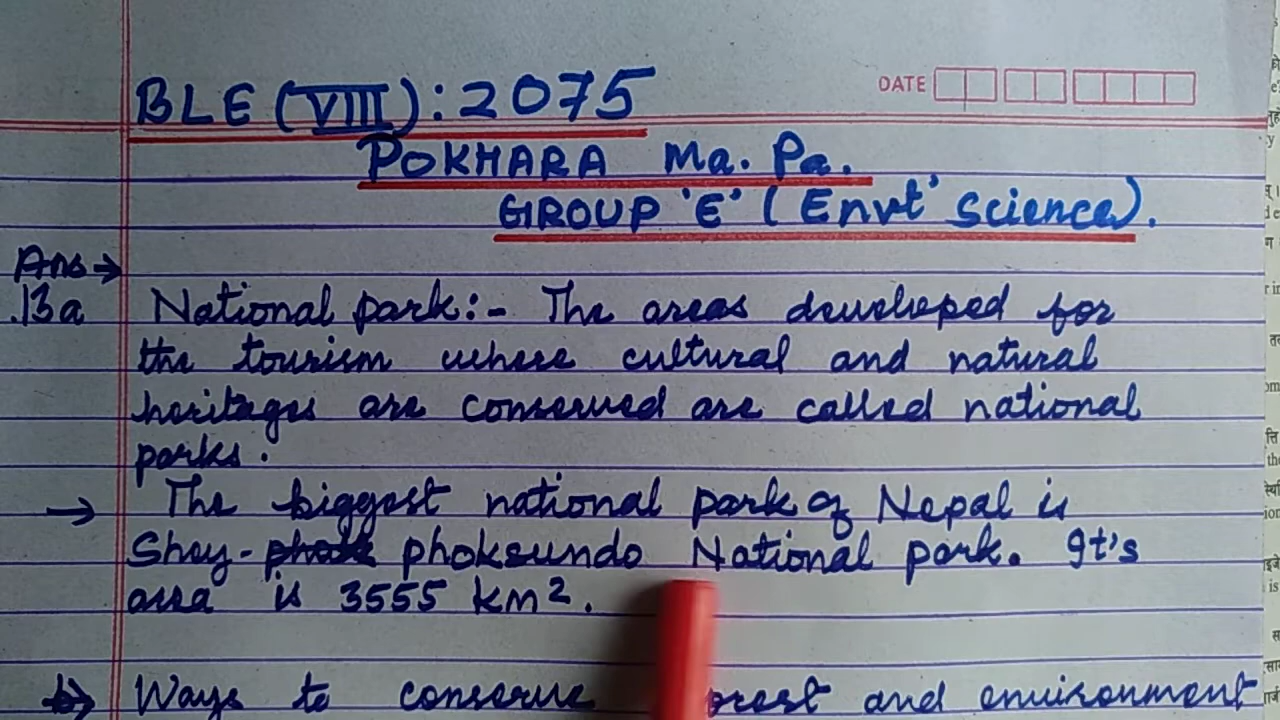 BLE (VIII): 2075
DATE
POKHARA Ma. Pa.
GROUP 'E' (Envt' Science).
Ans →
13a National park:- The areas developed for
the tourism where cultural and natural
heritages are conserved are called national
parks.
→ The biggest national park of Nepal is
Shey- phoksundo National park. It's
area is 3555 km².
b→ Ways to conserve orest and environment